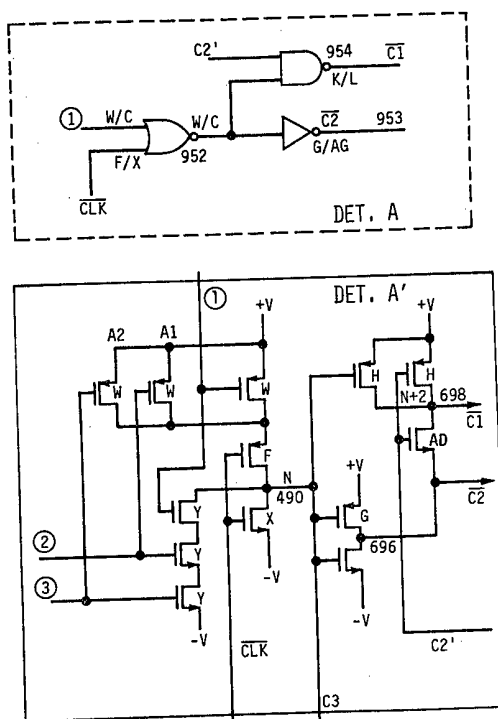 C2' 954 C1
K/L
① W/C W/C C2 953
952 G/AG
F/X
CLK
DET. A
① DET. A'
A2 A1 +V +V
W W W H H
N+2 698
C1
F AD
N +V
490
Y X G C2
② Y 696
③ Y -V -V
-V
CLK C2'
C3